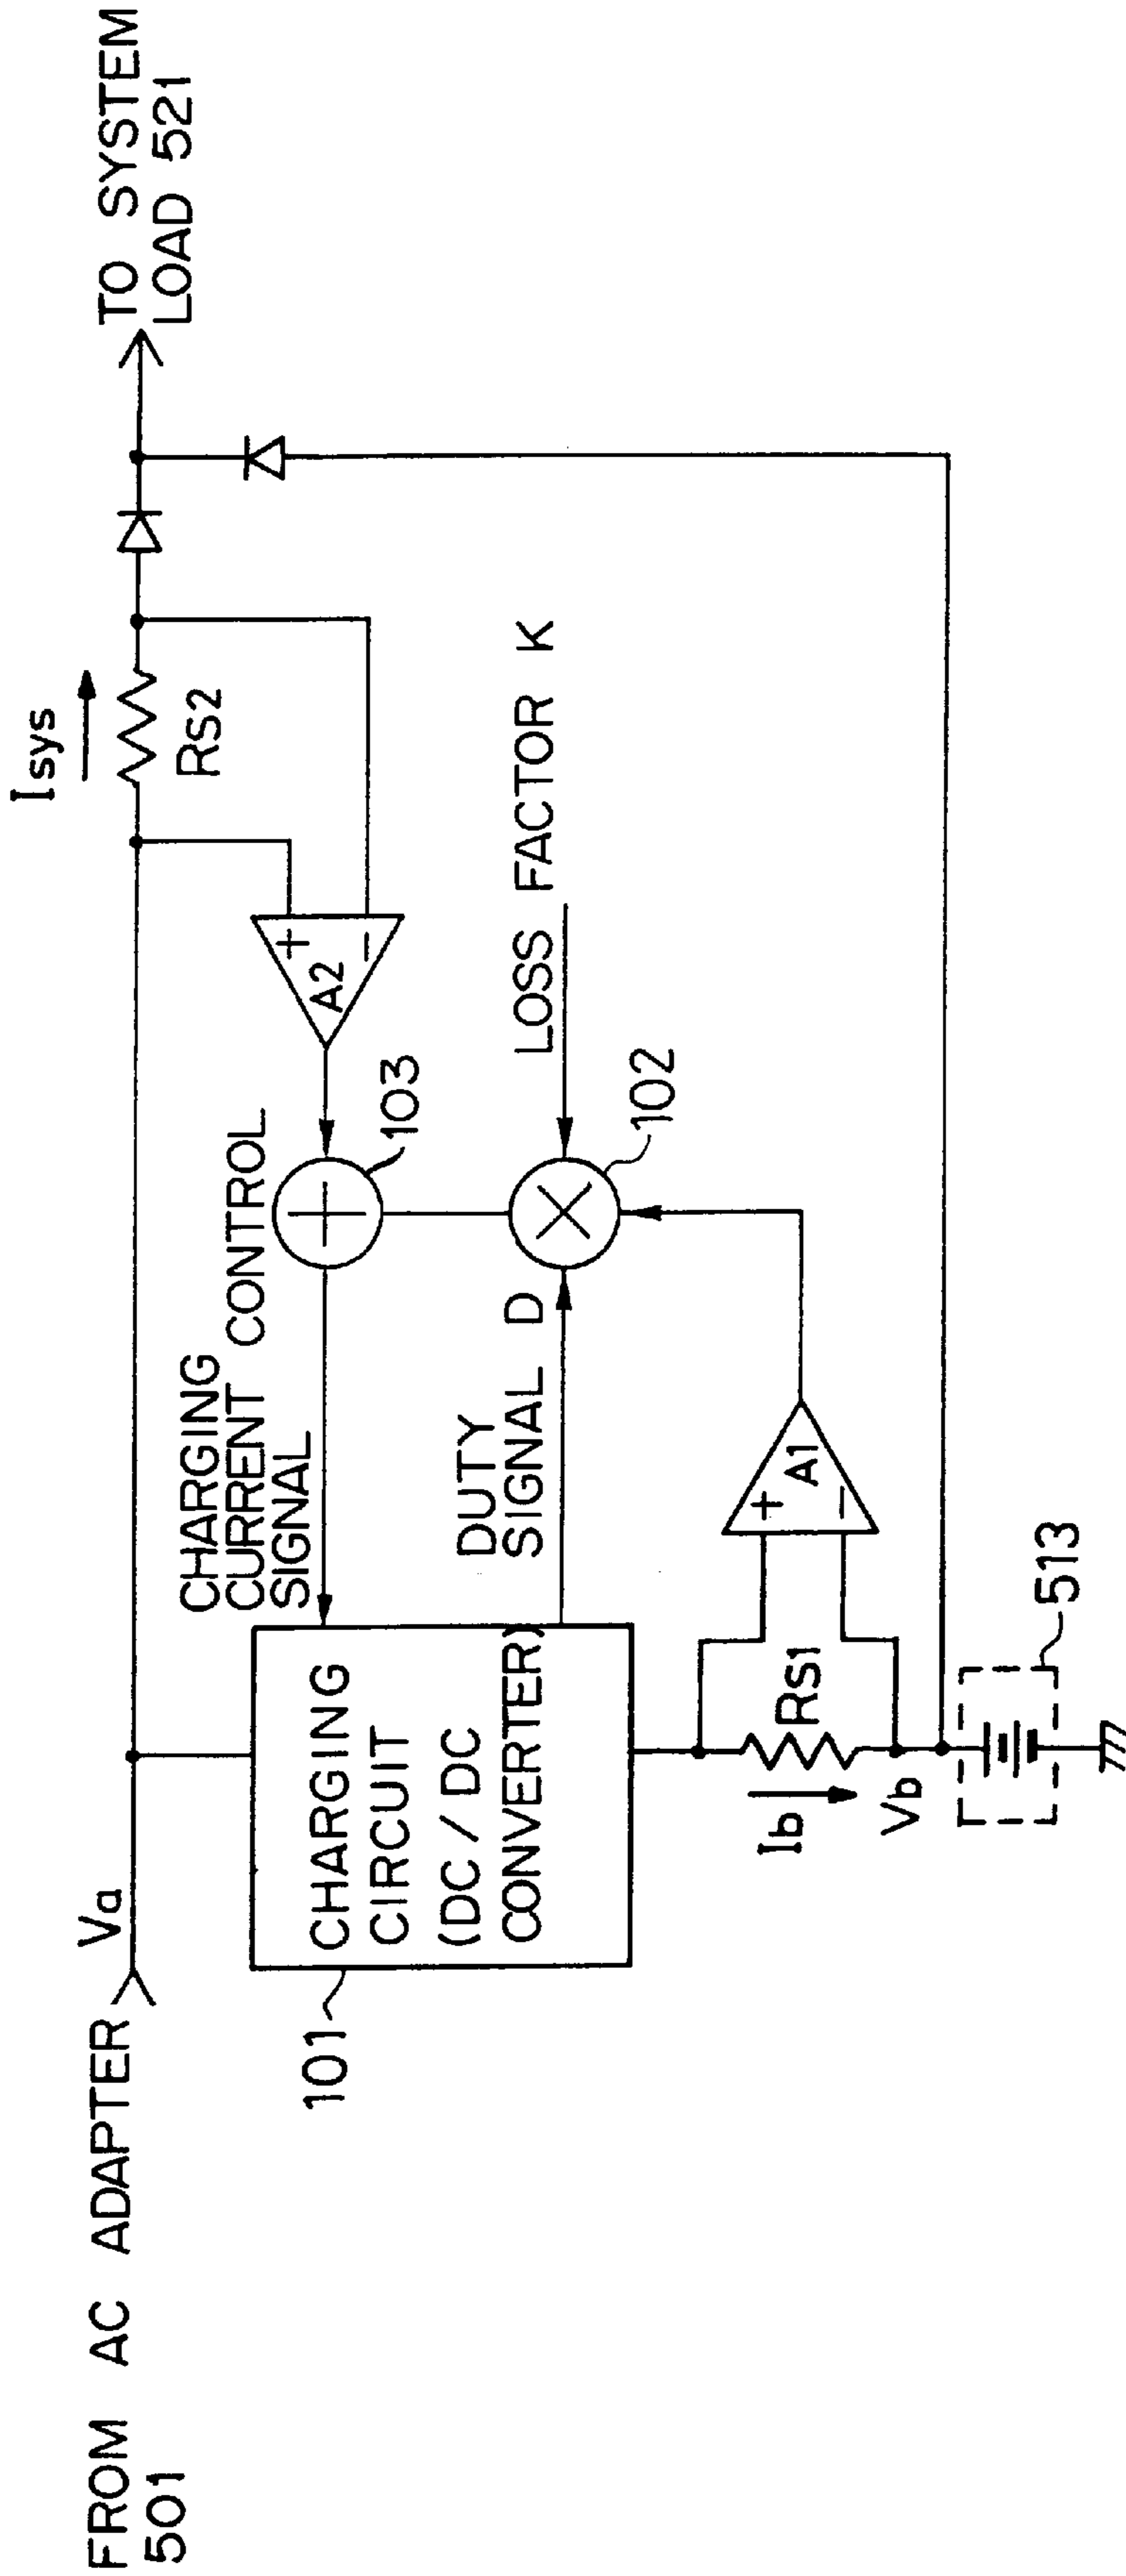 FROM AC ADAPTER
501
Va
Isys
RS2
TO SYSTEM
LOAD 521
101
CHARGING
CIRCUIT
(DC/DC
CONVERTER)
CHARGING
CURRENT CONTROL
SIGNAL
103
+
A2
+
−
DUTY
SIGNAL D
×
102
LOSS FACTOR K
Ib
RS1
Vb
+
−
A1
513